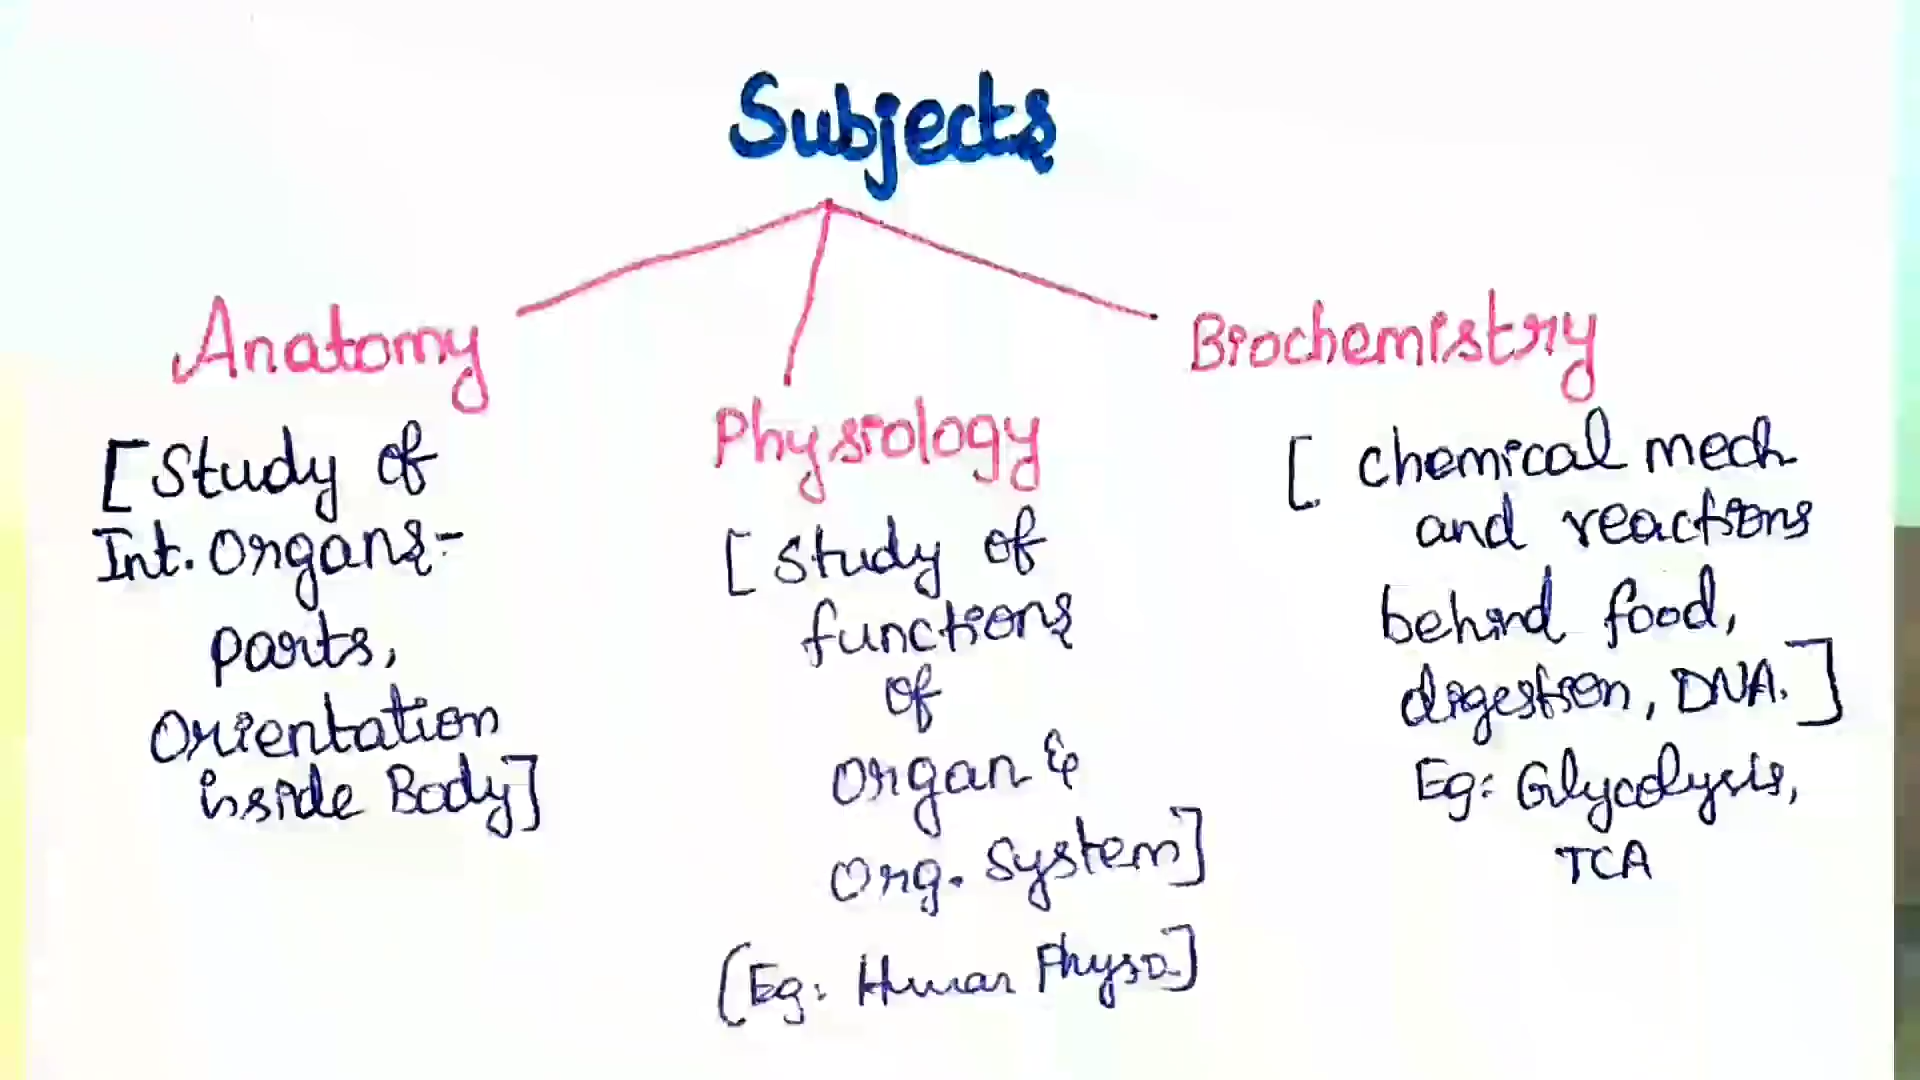 Subjects
Anatomy
[Study of
Int. Organs-
parts,
Orientation
inside Body]
Physiology
[Study of
functions
of
organ &
Org. System]
(Eg: Human Physio.]
Biochemistry
[ chemical mech
and reactions
behind food,
digestion, DNA.]
Eg: Glycolysis,
TCA